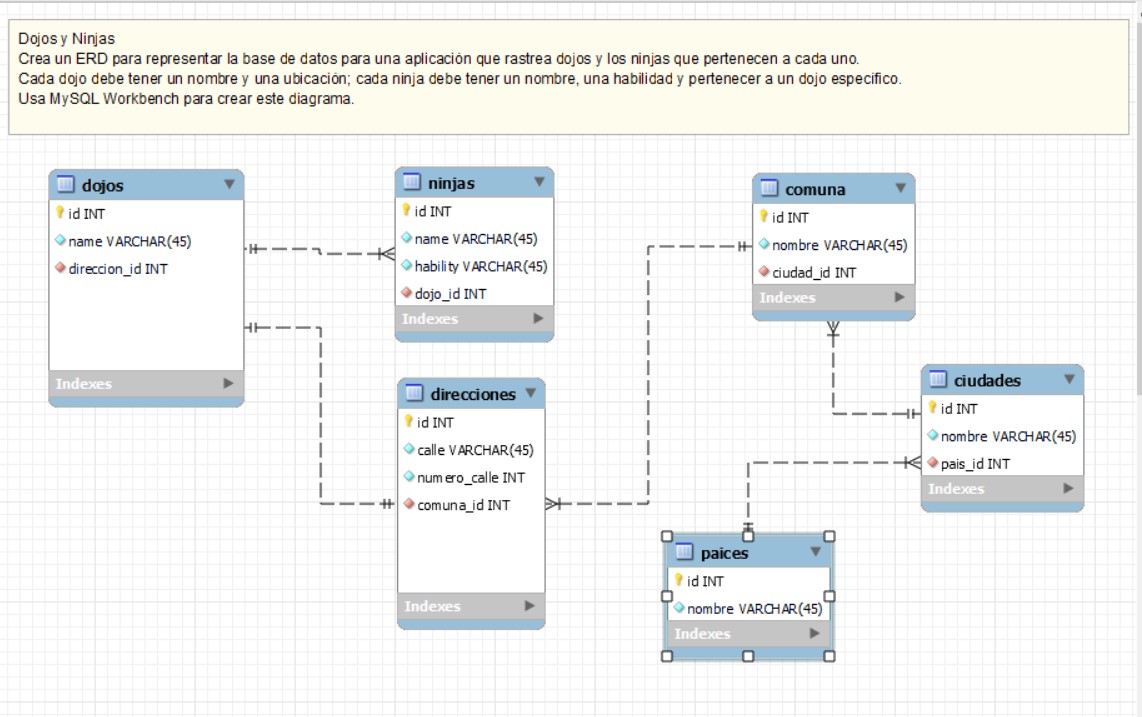 Dojos y Ninjas
Crea un ERD para representar la base de datos para una aplicación que rastrea dojos y los ninjas que pertenecen a cada uno.
Cada dojo debe tener un nombre y una ubicación; cada ninja debe tener un nombre, una habilidad y pertenecer a un dojo específico.
Usa MySQL Workbench para crear este diagrama.
dojos
id INT
name VARCHAR(45)
direccion_id INT
Indexes
ninjas
id INT
name VARCHAR(45)
hability VARCHAR(45)
dojo_id INT
Indexes
comuna
id INT
nombre VARCHAR(45)
ciudad_id INT
Indexes
direcciones
id INT
calle VARCHAR(45)
numero_calle INT
comuna_id INT
Indexes
ciudades
id INT
nombre VARCHAR(45)
pais_id INT
Indexes
paices
id INT
nombre VARCHAR(45)
Indexes